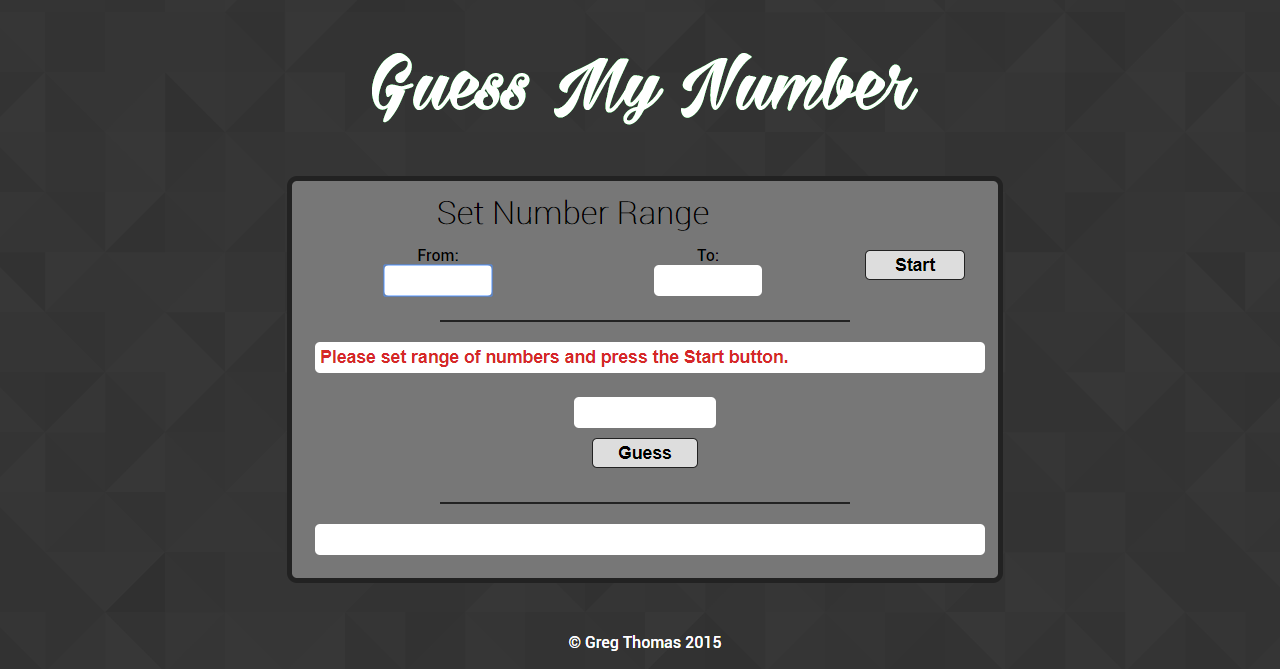 Guess My Number
Set Number Range
From:
To:
Start
Please set range of numbers and press the Start button.
Guess
© Greg Thomas 2015